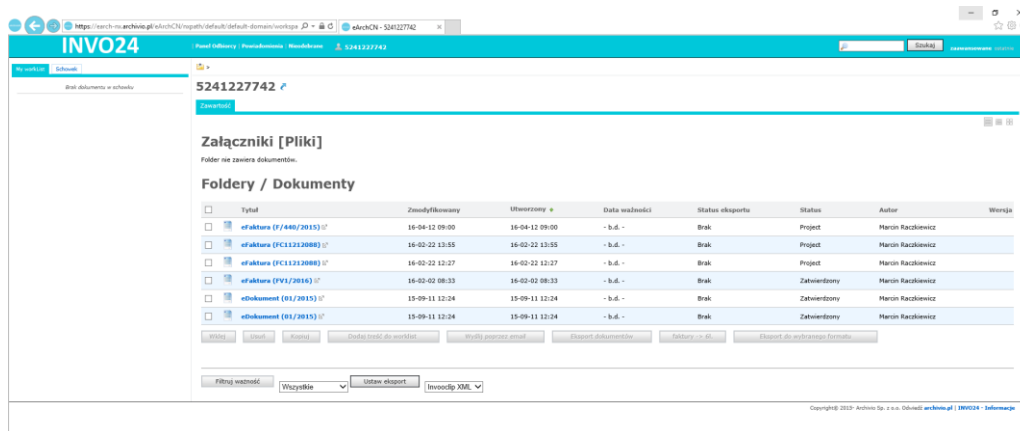 https://earch-nx.archivio.pl/eArchCN/nxpath/default/default-domain/workspa
eArchCN - 5241227742
INVO24
Panel Odbiorcy | Powiadomienia | Nieodebrane
5241227742
Szukaj
zaawansowane
My worklist
Schowek
Brak dokumentu w schowku
5241227742
Zawartość
Załączniki [Pliki]
Folder nie zawiera dokumentów.
Foldery / Dokumenty
Tytuł Zmodyfikowany Utworzony Data ważności Status eksportu Status Autor Wersja
eFaktura (F/440/2015) 16-04-12 09:00 16-04-12 09:00 - b.d. - Brak Project Marcin Raczkiewicz
eFaktura (FC11212088) 16-02-22 13:55 16-02-22 13:55 - b.d. - Brak Project Marcin Raczkiewicz
eFaktura (FC11212088) 16-02-22 12:27 16-02-22 12:27 - b.d. - Brak Project Marcin Raczkiewicz
eFaktura (FV1/2016) 16-02-02 08:33 16-02-02 08:33 - b.d. - Brak Zatwierdzony Marcin Raczkiewicz
eDokument (01/2015) 15-09-11 12:24 15-09-11 12:24 - b.d. - Brak Zatwierdzony Marcin Raczkiewicz
eDokument (01/2015) 15-09-11 12:24 15-09-11 12:24 - b.d. - Brak Zatwierdzony Marcin Raczkiewicz
Wklej Usuń Kopiuj Dodaj treść do worklist Wyślij poprzez email Eksport dokumentów Eksport do wybranego formatu
Filtruj ważność Wszystkie Ustaw eksport Invooclip XML
Copyright© 2015- Archivio Sp. z o.o. Odwiedź archivio.pl | INVO24 - Informacje